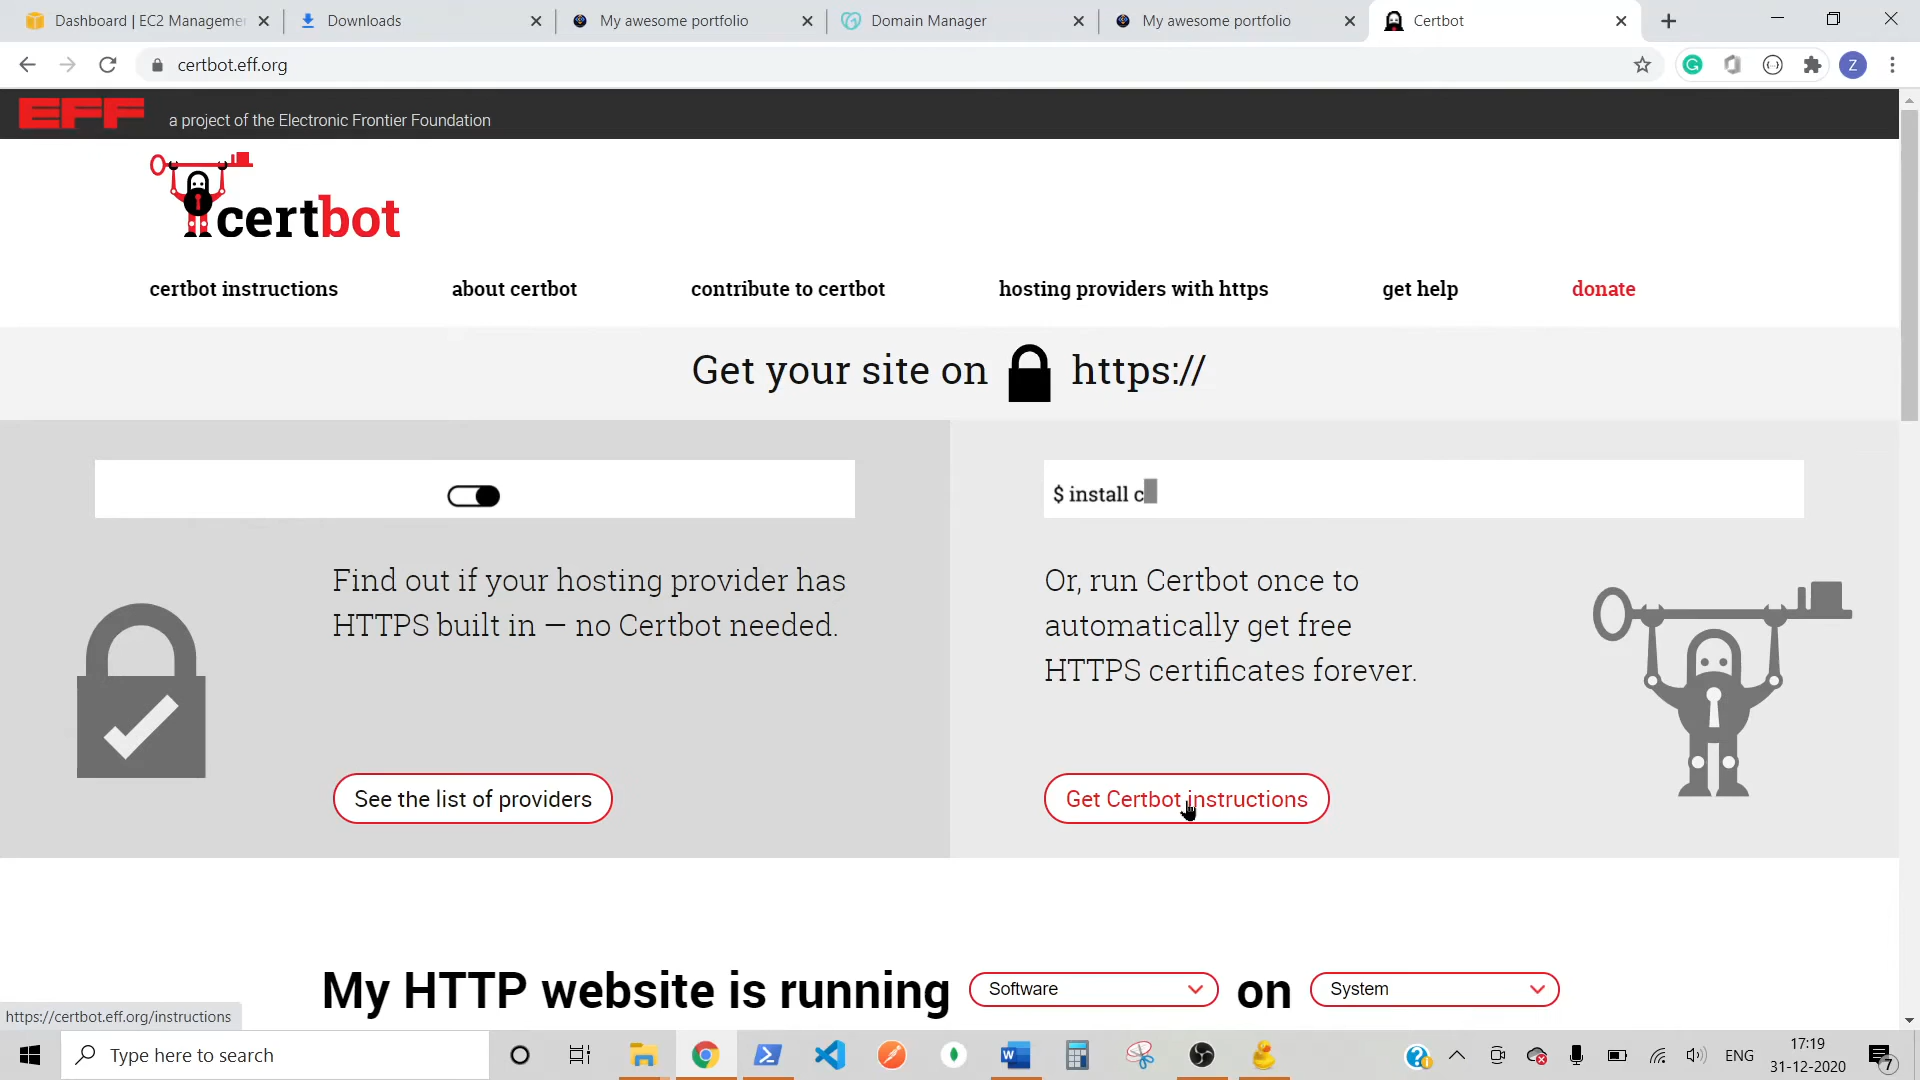 Dashboard | EC2 Managemen
Downloads
My awesome portfolio
Domain Manager
My awesome portfolio
Certbot
certbot.eff.org
Z
EFF
a project of the Electronic Frontier Foundation
certbot
certbot instructions
about certbot
contribute to certbot
hosting providers with https
get help
donate
Get your site on https://
$ install c
Find out if your hosting provider has
HTTPS built in — no Certbot needed.
Or, run Certbot once to
automatically get free
HTTPS certificates forever.
See the list of providers
Get Certbot instructions
My HTTP website is running Software on System
https://certbot.eff.org/instructions
Type here to search
ENG
17:19
31-12-2020
7